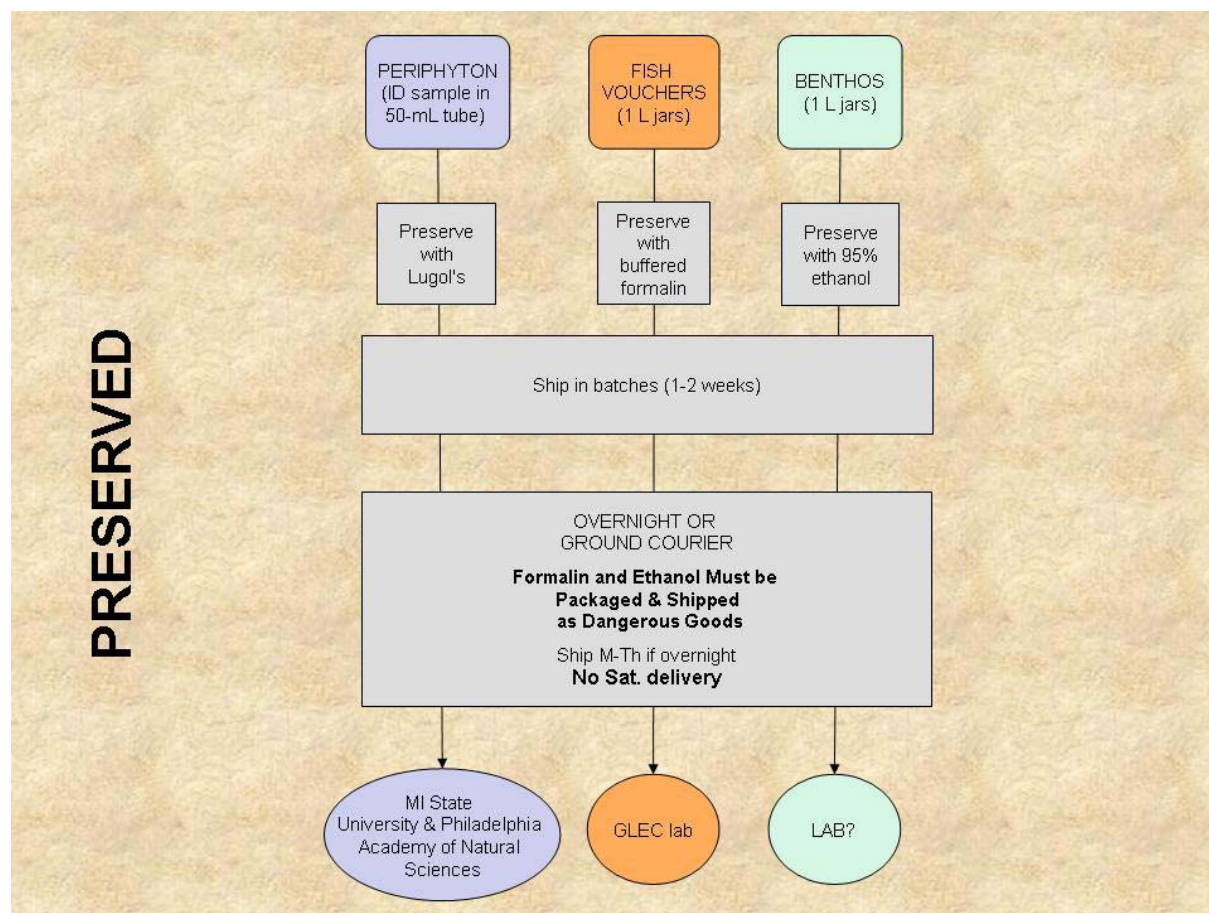 PERIPHYTON
(ID sample in
50-mL tube)
FISH
VOUCHERS
(1 L jars)
BENTHOS
(1 L jars)
Preserve
with
Lugol's
Preserve
with
buffered
formalin
Preserve
with 95%
ethanol
PRESERVED
Ship in batches (1-2 weeks)
OVERNIGHT OR
GROUND COURIER
Formalin and Ethanol Must be
Packaged & Shipped
as Dangerous Goods
Ship M-Th if overnight
No Sat. delivery
MI State
University & Philadelphia
Academy of Natural
Sciences
GLEC lab
LAB?